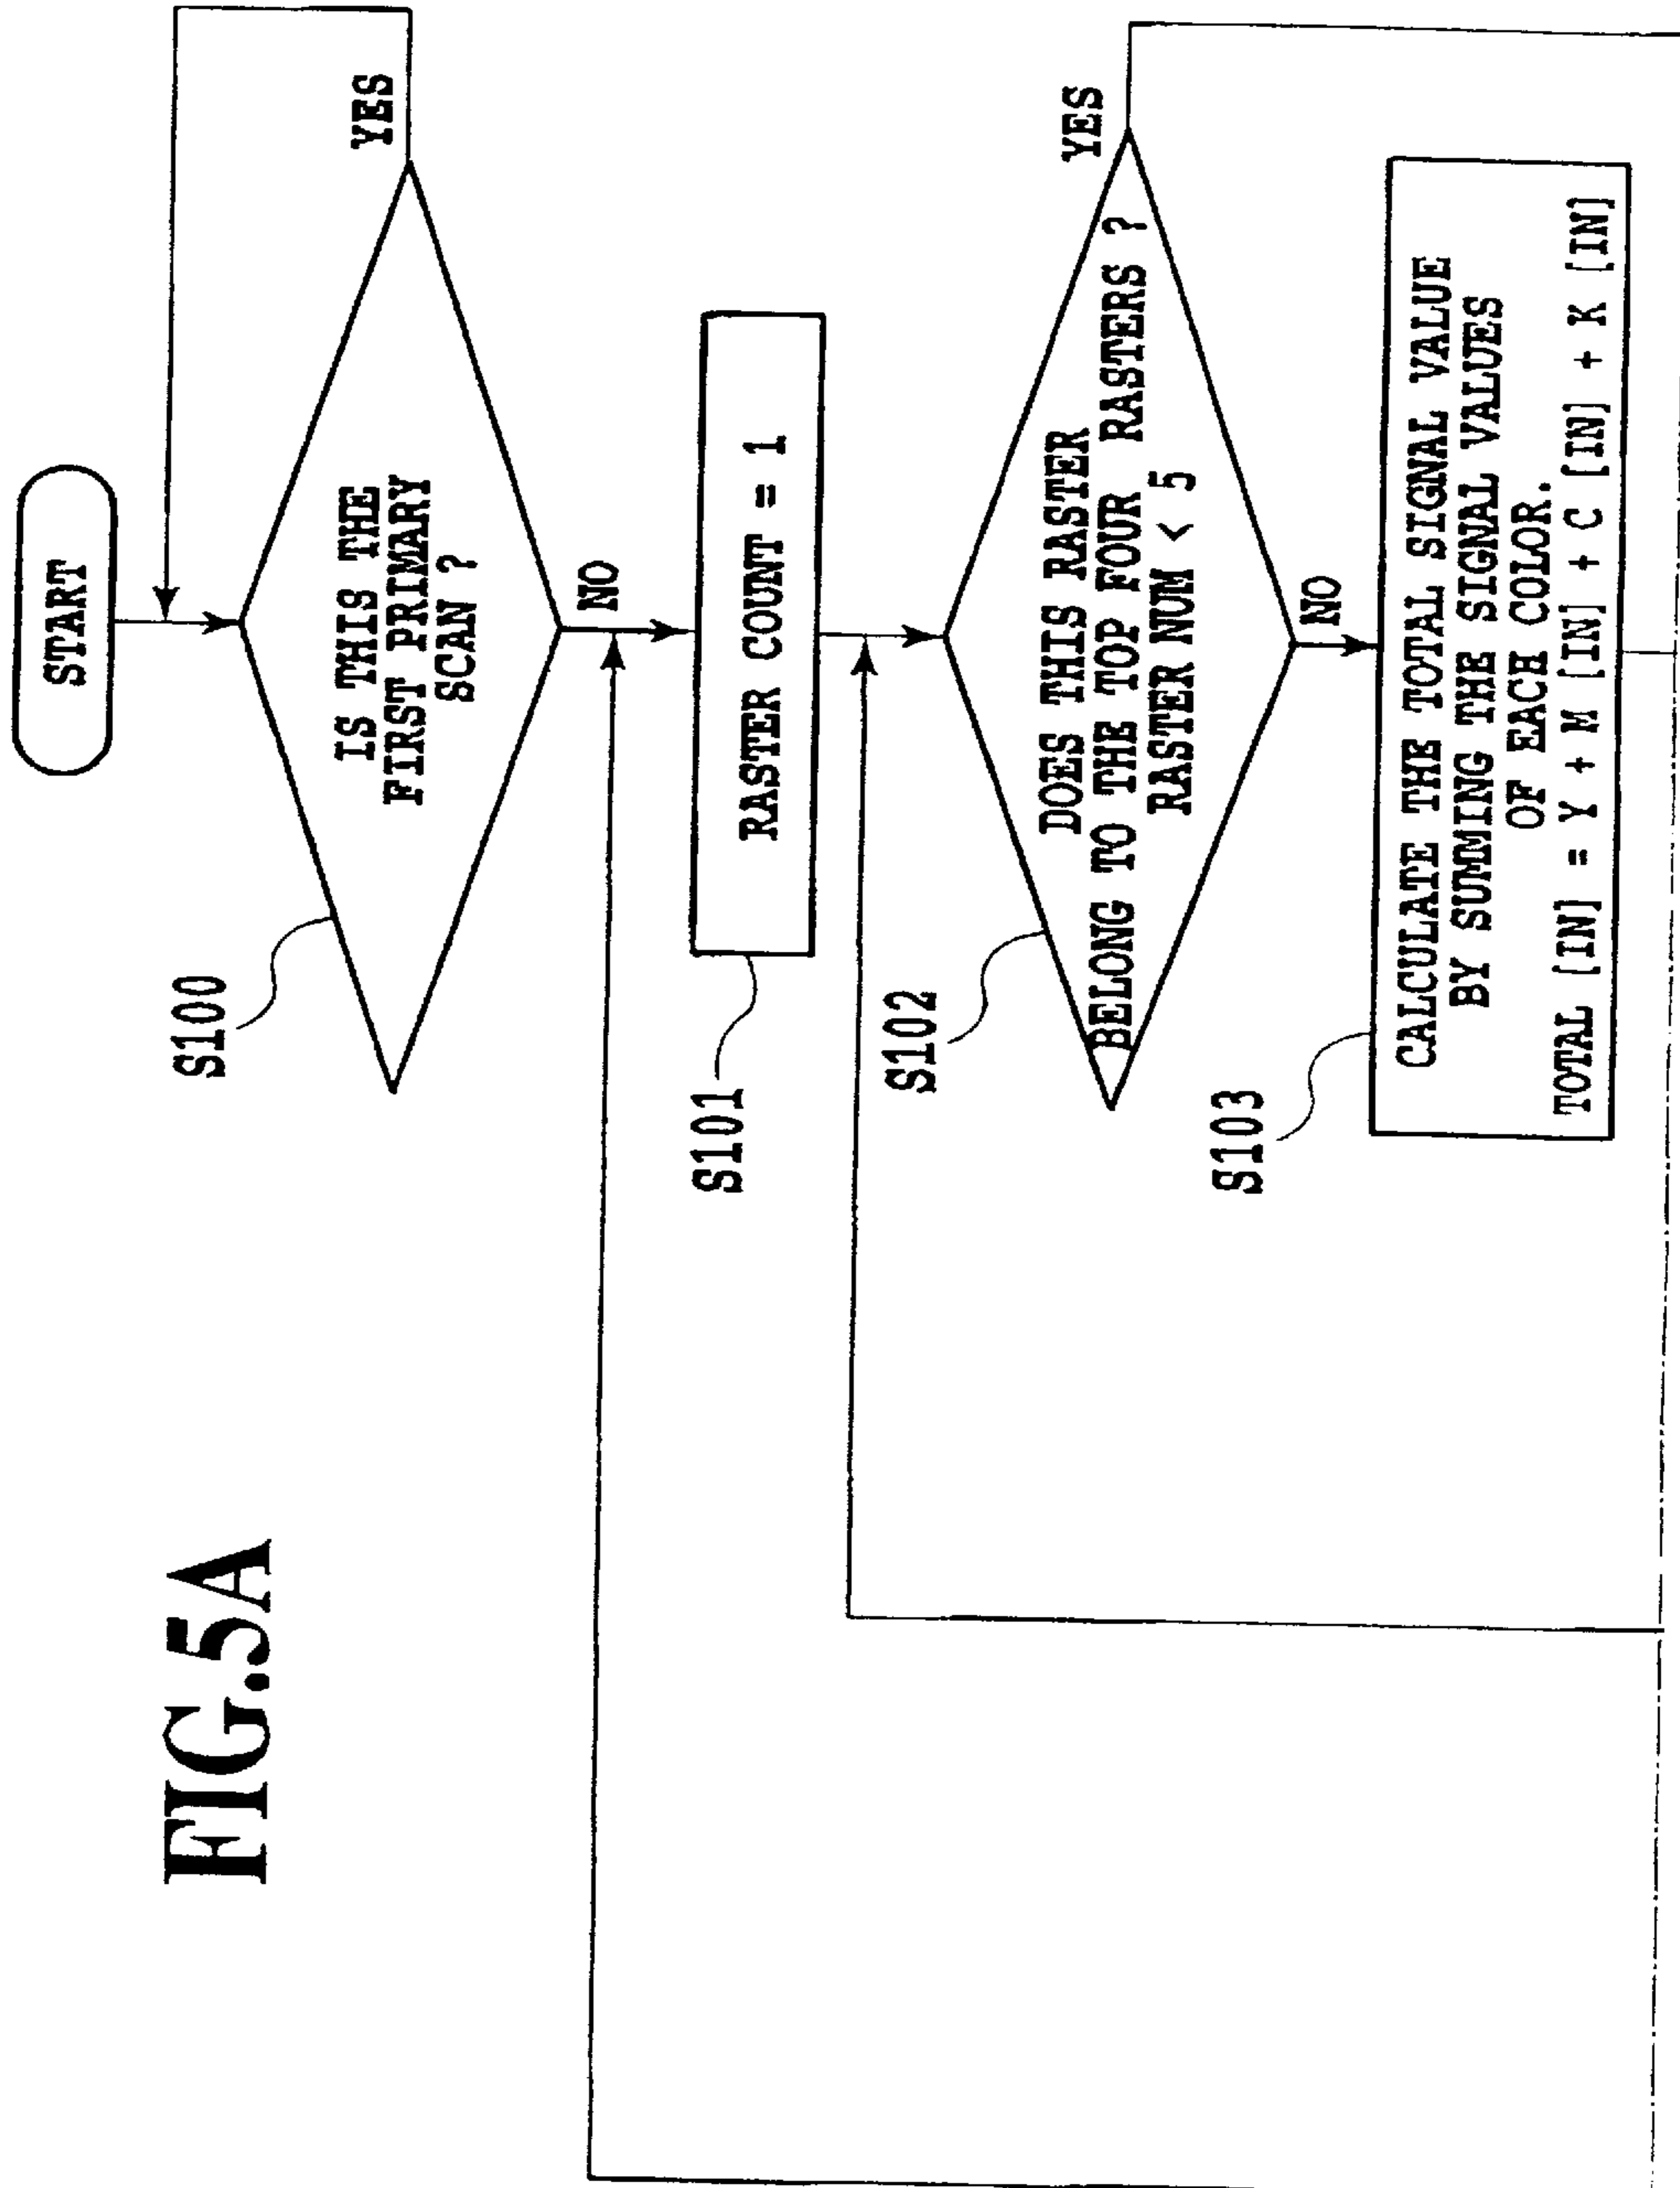 FIG.5A
START
S100
IS THIS THE
FIRST PRIMARY
SCAN ?
YES
NO
S101
RASTER COUNT = 1
S102
DOES THIS RASTER
BELONG TO THE TOP FOUR RASTERS ?
RASTER NUM < 5
YES
NO
S103
CALCULATE THE TOTAL SIGNAL VALUE
BY SUMMING THE SIGNAL VALUES
OF EACH COLOR.
TOTAL [IN] = Y + M [IN] + C [IN] + K [IN]